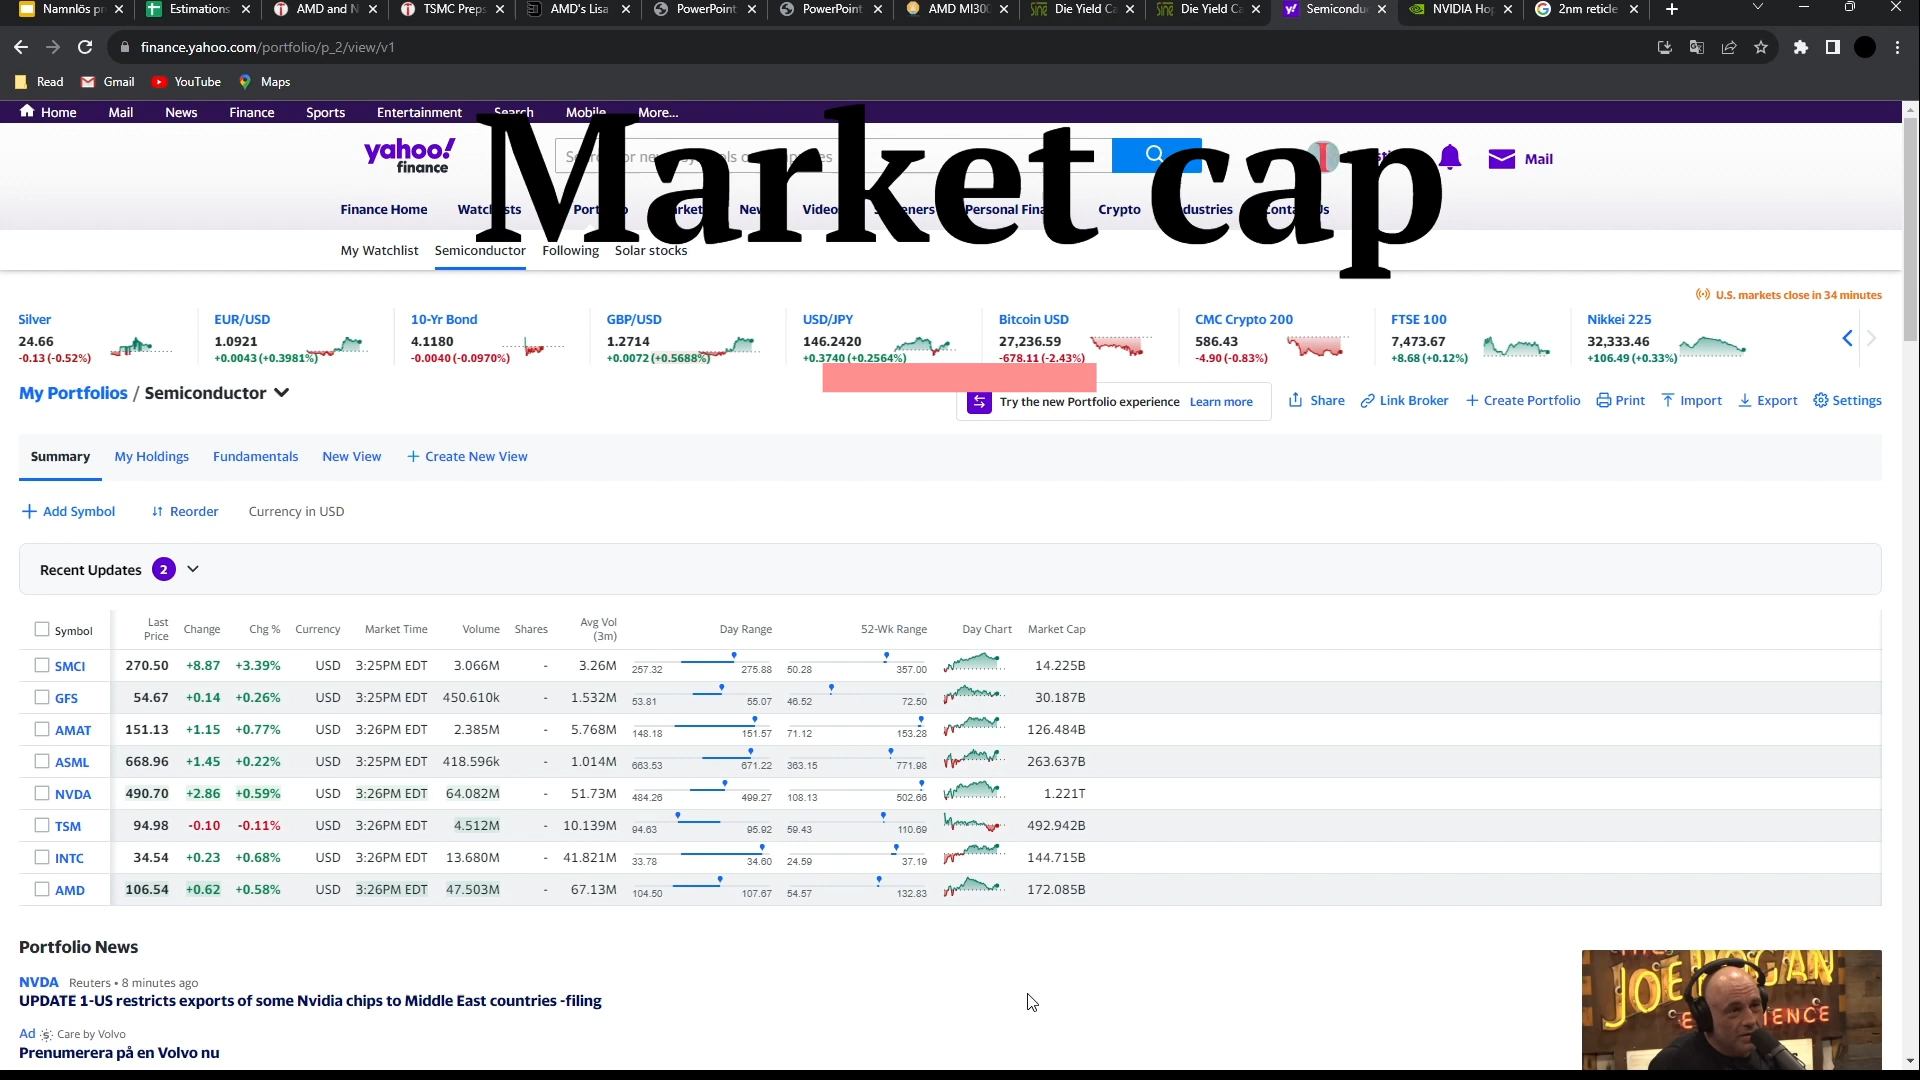 Namnlös pr
Estimations
AMD and N
TSMC Preps
AMD's Lisa
PowerPoint
PowerPoint
AMD MI300
Die Yield Ca
Die Yield Ca
Semicondu
NVIDIA Hop
2nm reticle
finance.yahoo.com/portfolio/p_2/view/v1
Read Gmail YouTube Maps
Home Mail News Finance Sports Entertainment Search Mobile More...
Market cap
yahoo!
finance
Mail
Finance Home Watchlists News Videos Personal Finance Crypto Industries Contact Us
My Watchlist Semiconductor Following Solar stocks
U.S. markets close in 34 minutes
Silver EUR/USD 10-Yr Bond GBP/USD USD/JPY Bitcoin USD CMC Crypto 200 FTSE 100 Nikkei 225
24.66 1.0921 4.1180 1.2714 146.2420 27,236.59 586.43 7,473.67 32,333.46
-0.13 (-0.52%) +0.0043 (+0.3981%) -0.0040 (-0.0970%) +0.0072 (+0.5688%) +0.3740 (+0.2564%) -678.11 (-2.43%) -4.90 (-0.83%) +8.68 (+0.12%) +106.49 (+0.33%)
My Portfolios / Semiconductor
Try the new Portfolio experience Learn more Share Link Broker + Create Portfolio Print Import Export Settings
Summary My Holdings Fundamentals New View + Create New View
+ Add Symbol Reorder Currency in USD
Recent Updates 2
Symbol Last Price Change Chg % Currency Market Time Volume Shares Avg Vol (3m) Day Range 52-Wk Range Day Chart Market Cap
SMCI 270.50 +8.87 +3.39% USD 3:25PM EDT 3.066M - 3.26M 257.32 275.88 50.28 357.00 14.225B
GFS 54.67 +0.14 +0.26% USD 3:25PM EDT 450.610k - 1.532M 53.81 55.07 46.52 72.50 30.187B
AMAT 151.13 +1.15 +0.77% USD 3:26PM EDT 2.385M - 5.768M 148.18 151.57 71.12 153.28 126.484B
ASML 668.96 +1.45 +0.22% USD 3:25PM EDT 418.596k - 1.014M 663.53 671.22 363.15 771.98 263.637B
NVDA 490.70 +2.86 +0.59% USD 3:26PM EDT 64.082M - 51.73M 484.26 499.27 108.13 502.66 1.221T
TSM 94.98 -0.10 -0.11% USD 3:26PM EDT 4.512M - 10.139M 94.63 95.92 59.43 110.69 492.942B
INTC 34.54 +0.23 +0.68% USD 3:26PM EDT 13.680M - 41.821M 33.78 34.60 24.59 37.19 144.715B
AMD 106.54 +0.62 +0.58% USD 3:26PM EDT 47.503M - 67.13M 104.50 107.67 54.57 132.83 172.085B
Portfolio News
NVDA Reuters • 8 minutes ago
UPDATE 1-US restricts exports of some Nvidia chips to Middle East countries -filing
Ad Care by Volvo
Prenumerera på en Volvo nu
JOE ROGAN